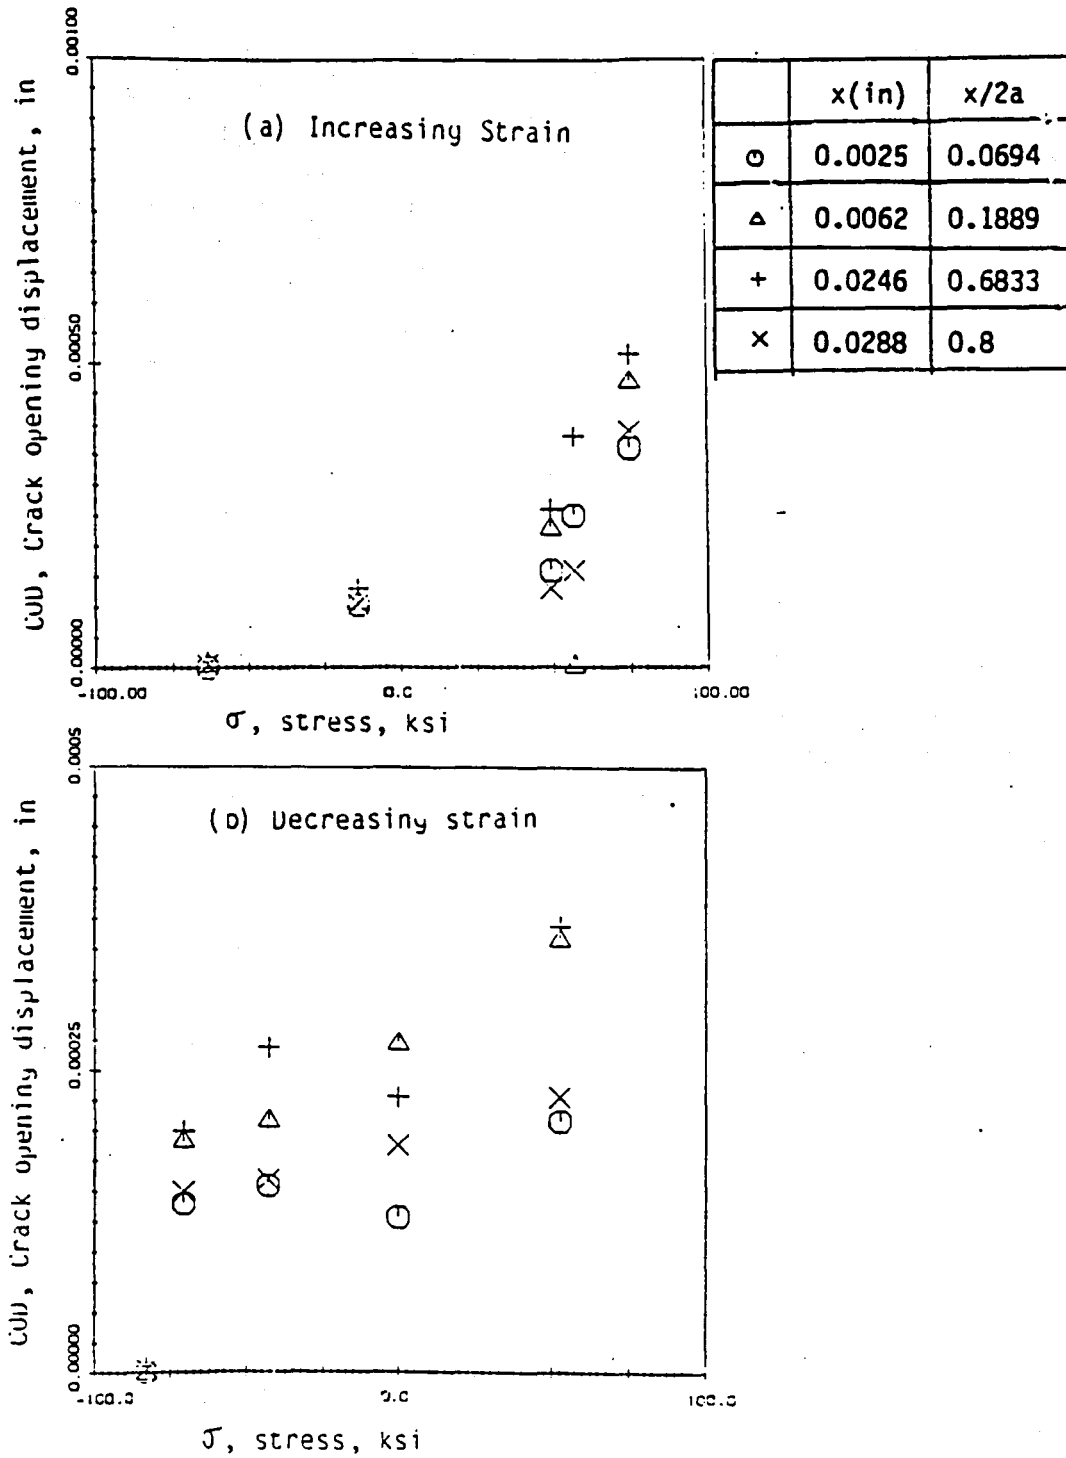 0.00100
COD, Crack opening displacement, in
(a) Increasing Strain
0.00050
0.00000
-100.00 0.0 100.00
σ, stress, ksi
x(in) x/2a
0.0025 0.0694
0.0062 0.1889
+ 0.0246 0.6833
× 0.0288 0.8
0.0005
COD, Crack opening displacement, in
(b) Decreasing strain
0.00025
0.00000
-100.0 0.0 100.0
σ, stress, ksi